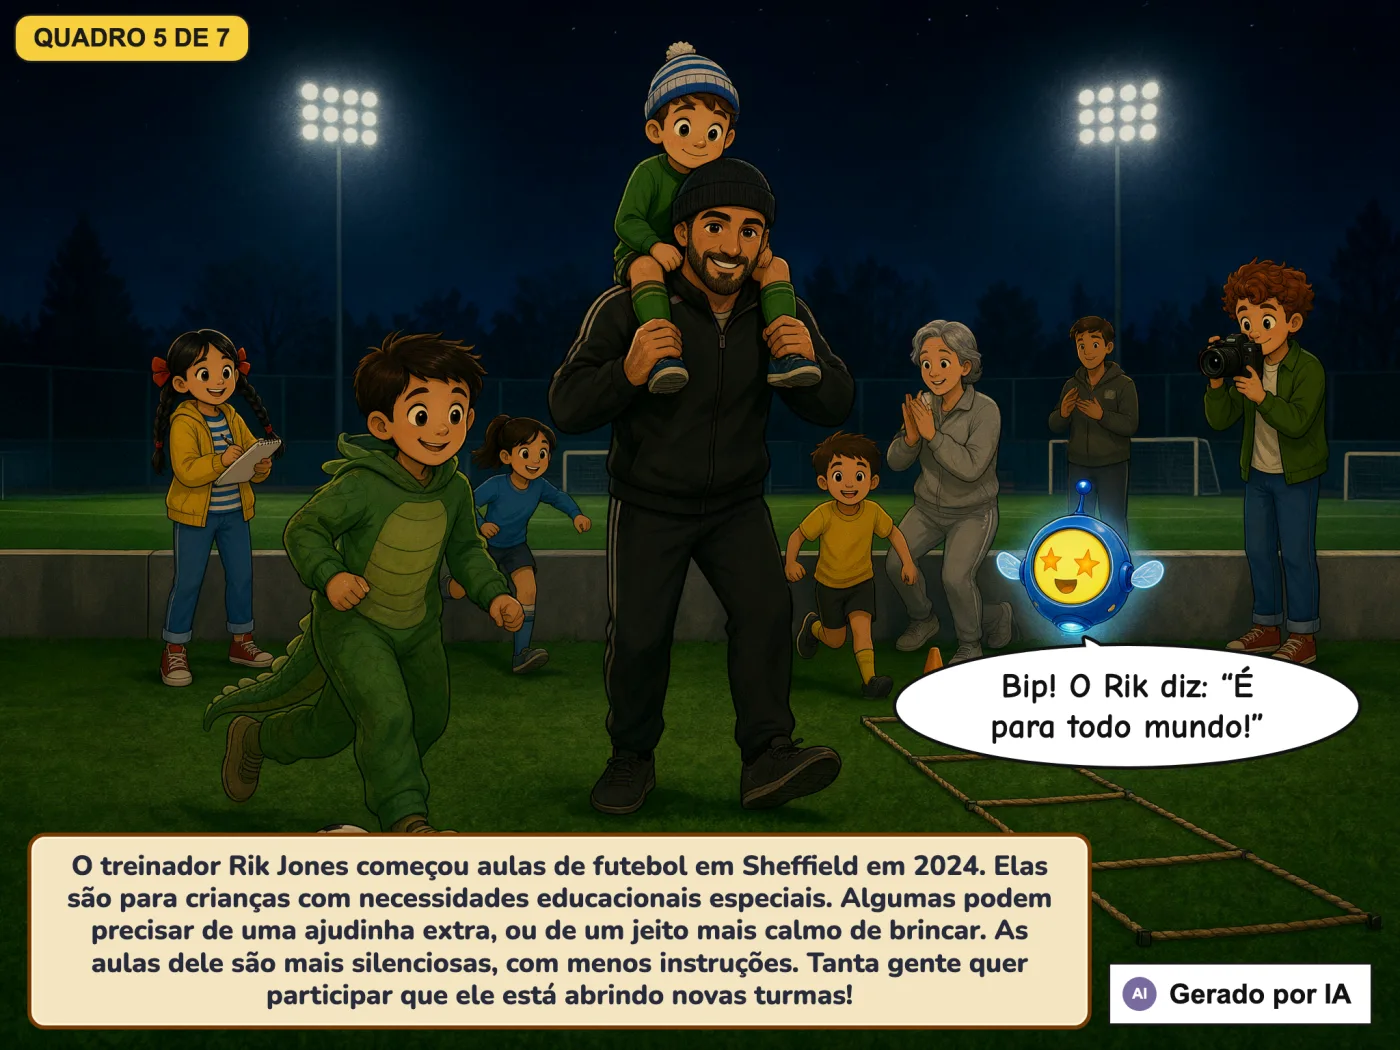 QUADRO 5 DE 7
Bip! O Rik diz: “É
para todo mundo!”
O treinador Rik Jones começou aulas de futebol em Sheffield em 2024. Elas
são para crianças com necessidades educacionais especiais. Algumas podem
precisar de uma ajudinha extra, ou de um jeito mais calmo de brincar. As
aulas dele são mais silenciosas, com menos instruções. Tanta gente quer
participar que ele está abrindo novas turmas!
AI Gerado por IA